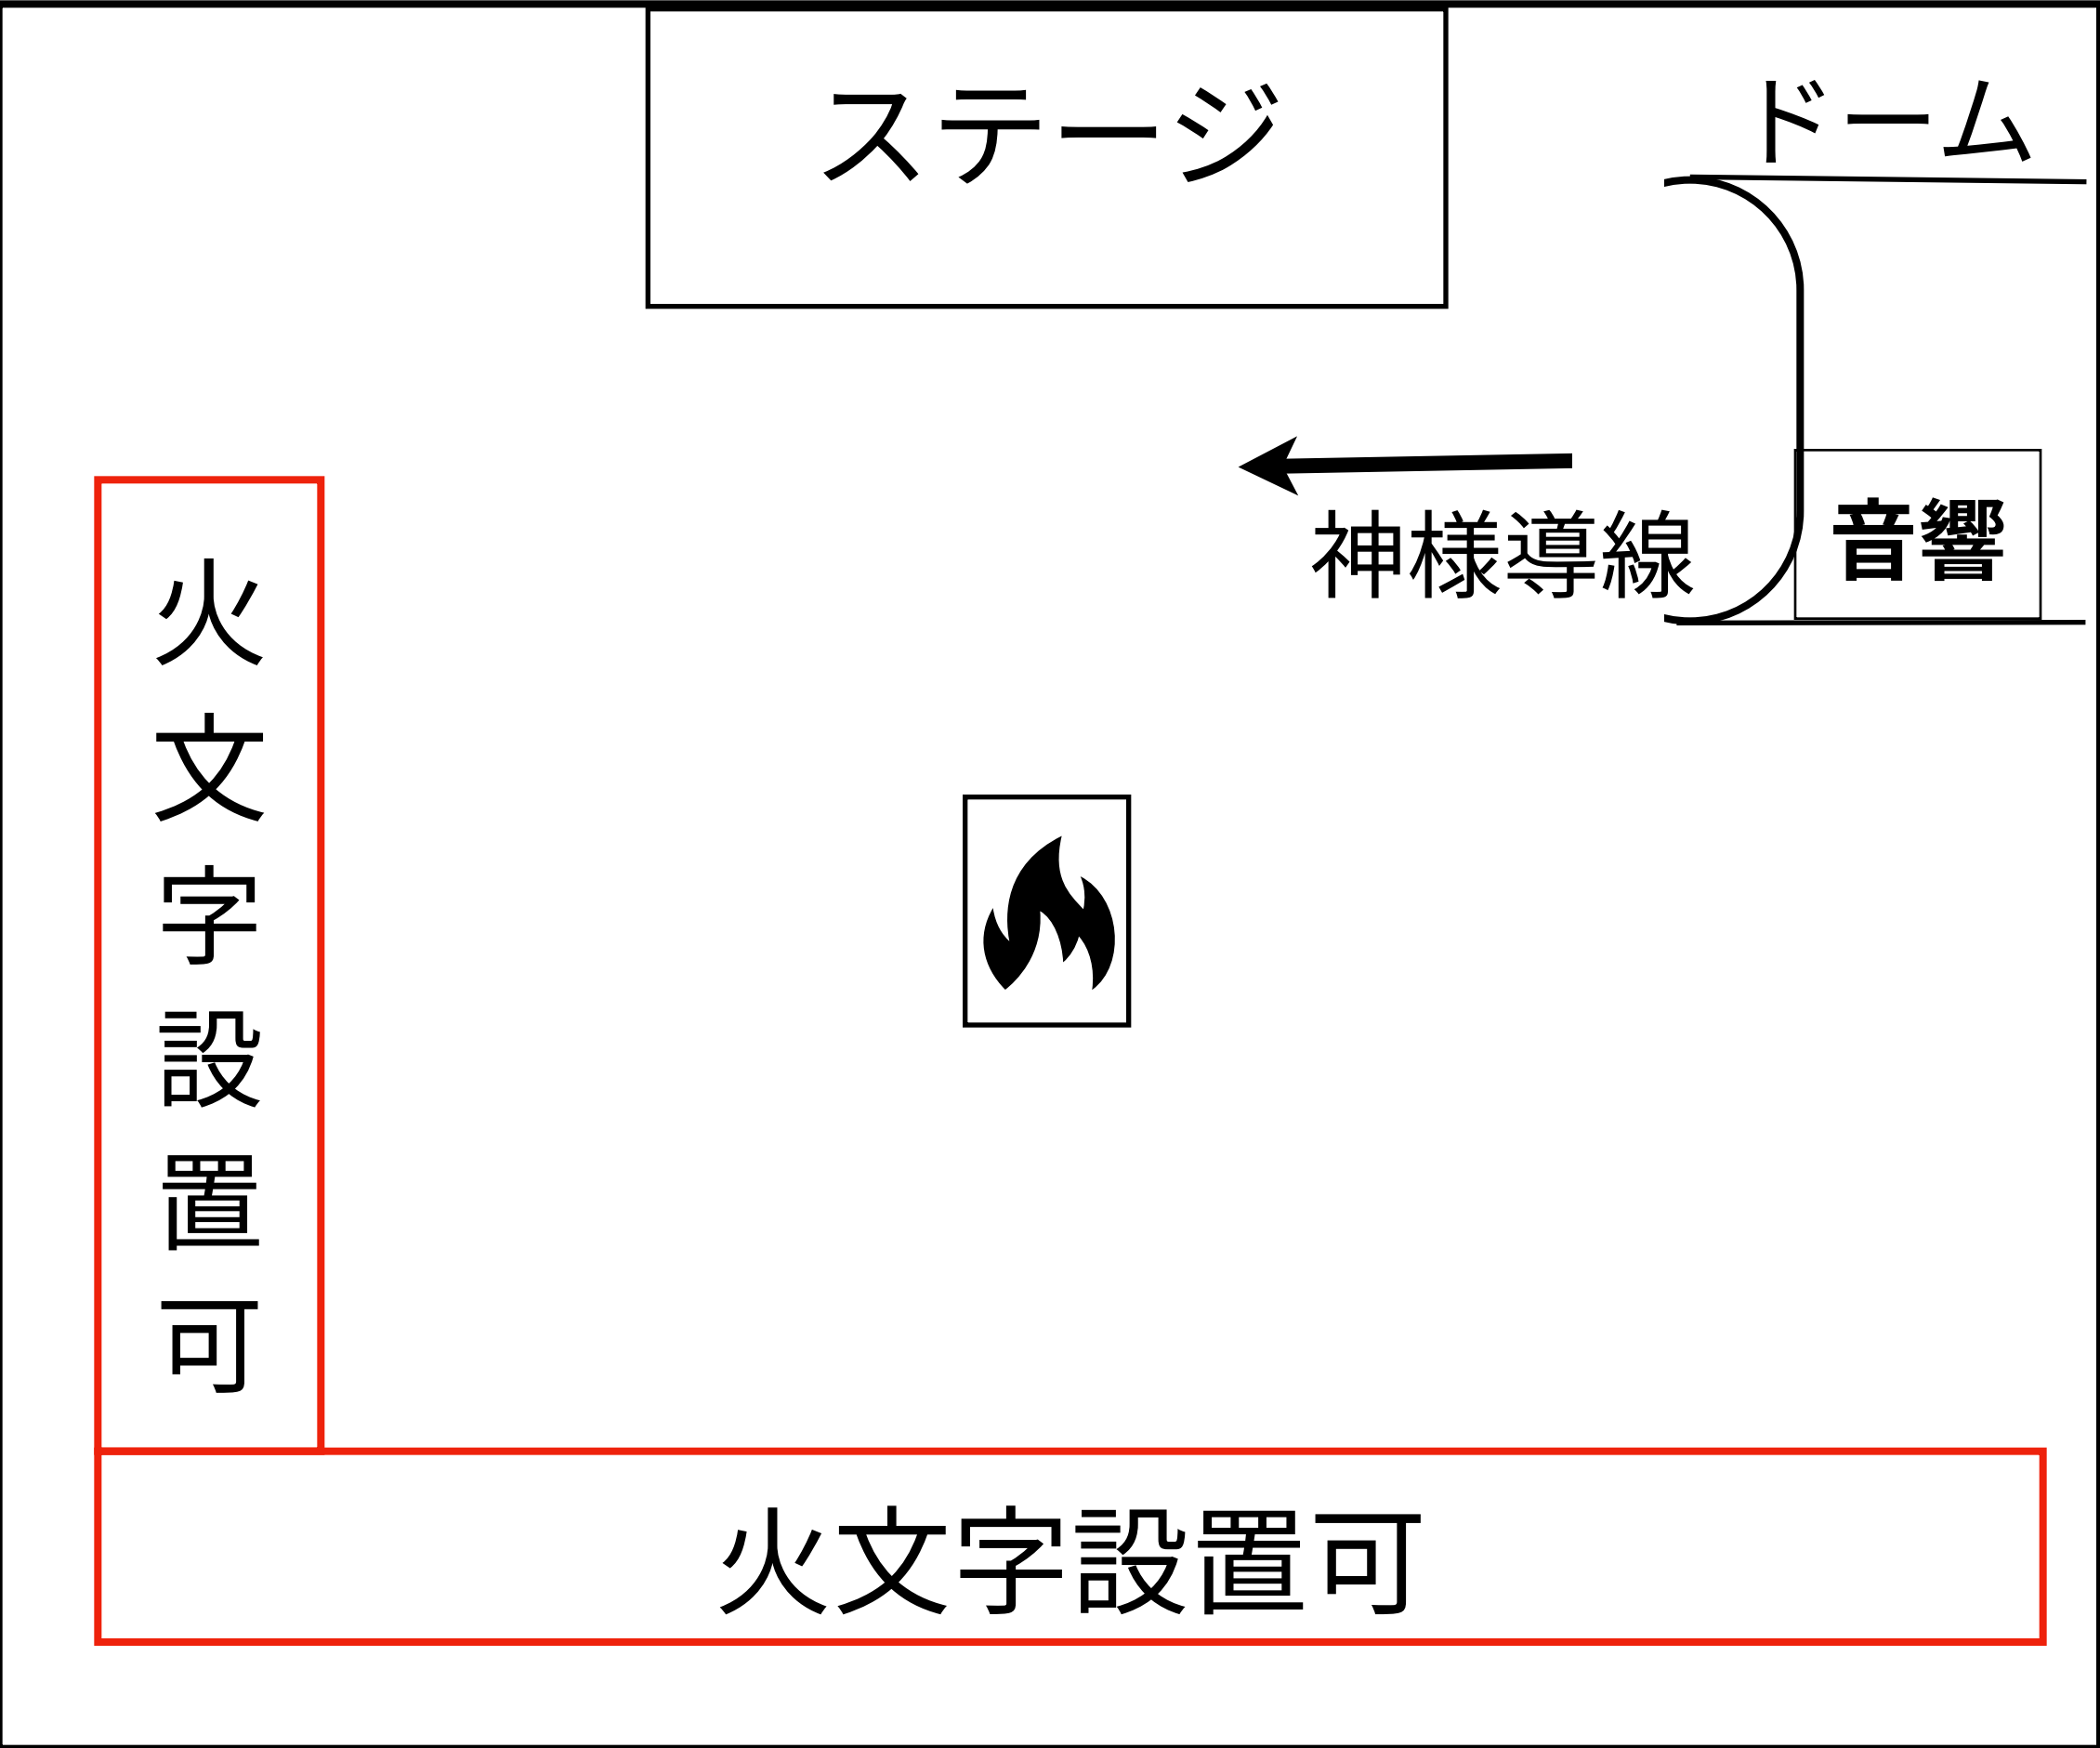 ステージ
ドーム
神様導線
音響
火文字設置可
火文字設置可